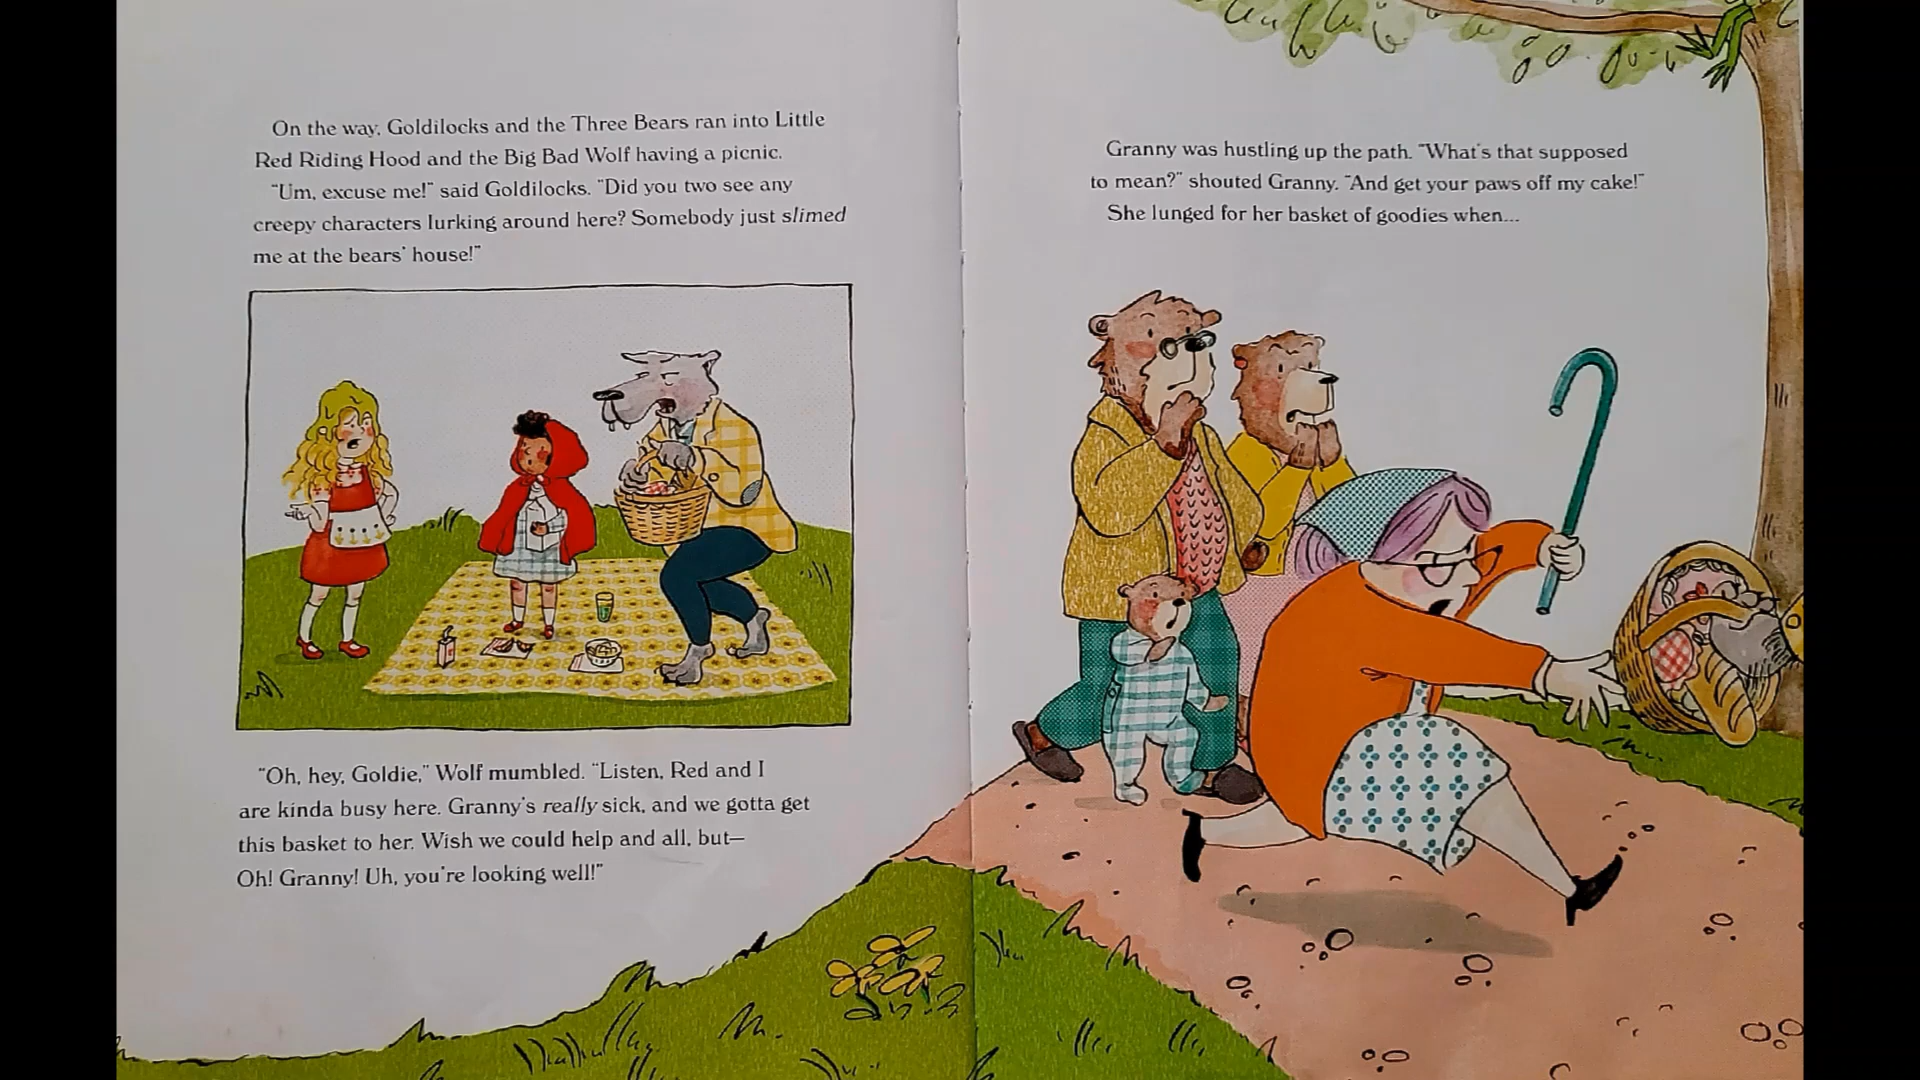 On the way, Goldilocks and the Three Bears ran into Little
Red Riding Hood and the Big Bad Wolf having a picnic.
"Um, excuse me!" said Goldilocks. "Did you two see any
creepy characters lurking around here? Somebody just slimed
me at the bears' house!"
"Oh, hey, Goldie," Wolf mumbled. "Listen, Red and I
are kinda busy here. Granny's really sick, and we gotta get
this basket to her. Wish we could help and all, but—
Oh! Granny! Uh, you're looking well!"
Granny was hustling up the path. "What's that supposed
to mean?" shouted Granny. "And get your paws off my cake!"
She lunged for her basket of goodies when...